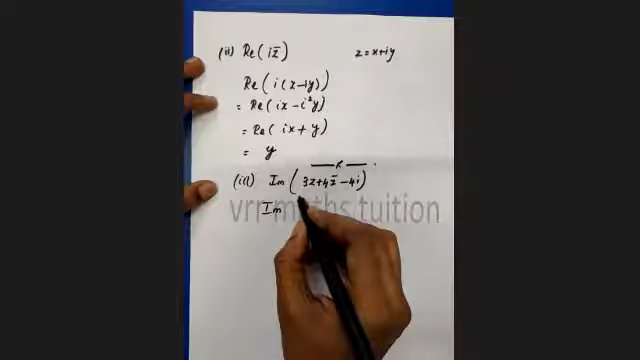 (ii) Re(iz̄) z = x+iy
Re(i(x-iy))
= Re(ix - i²y)
= Re(ix + y)
= y
(iii) Im(3z+4z̄-4i)
Im
vrr maths tuition